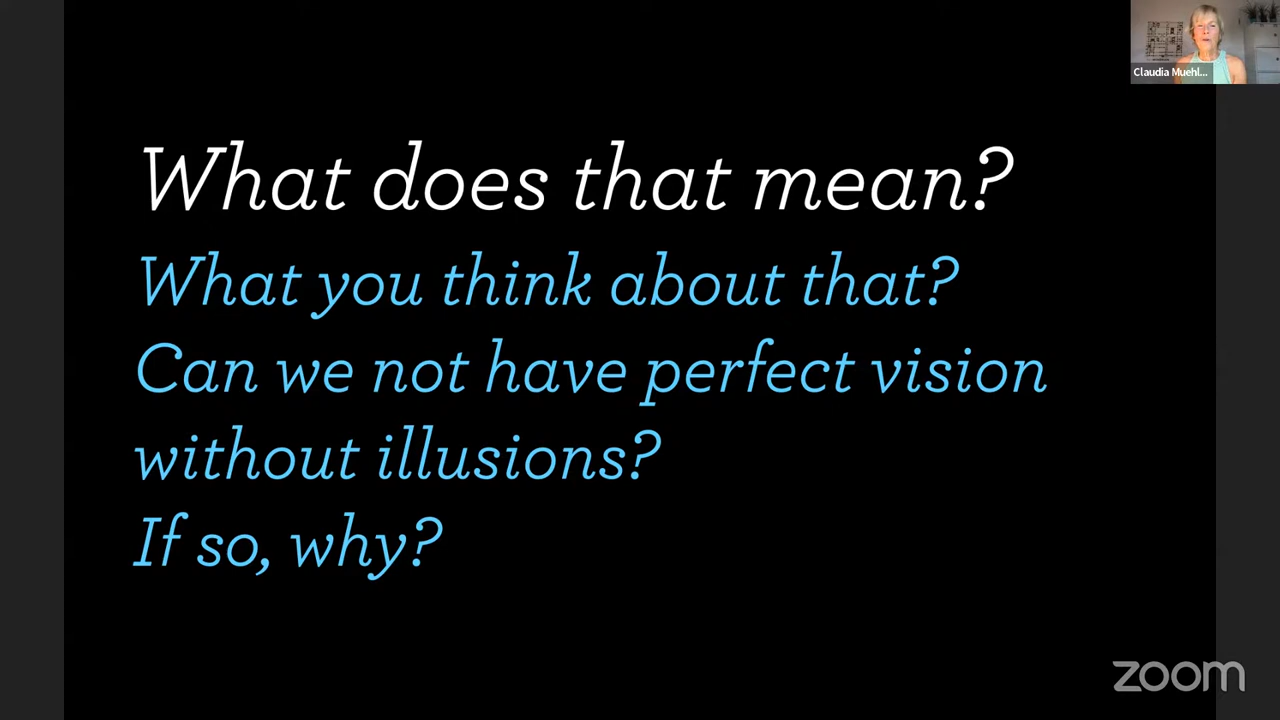 Claudia Muehl...
What does that mean?
What you think about that?
Can we not have perfect vision
without illusions?
If so, why?
zoom